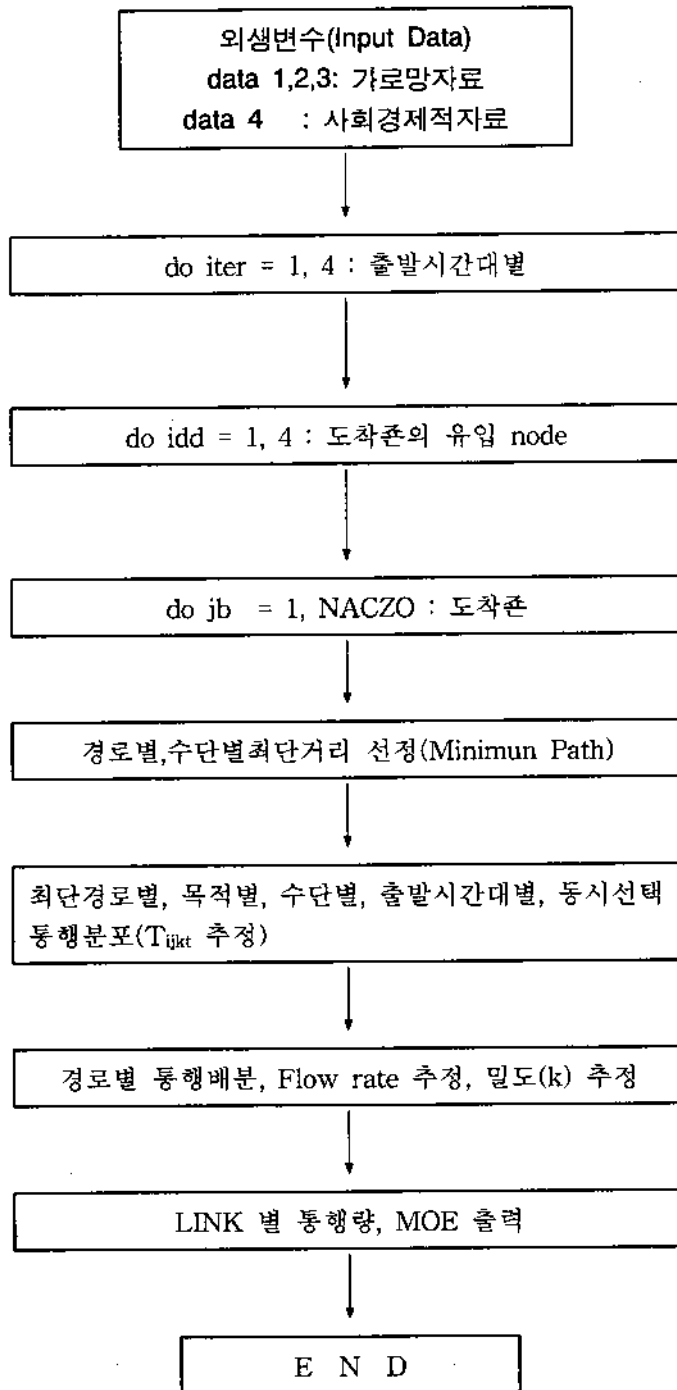 외생변수(Input Data)
data 1,2,3: 가로망자료
data 4 : 사회경제적자료
do iter = 1, 4 : 출발시간대별
do idd = 1, 4 : 도착죤의 유입 node
do jb = 1, NACZO : 도착죤
경로별,수단별최단거리 선정(Minimun Path)
최단경로별, 목적별, 수단별, 출발시간대별, 동시선택
통행분포(Tijkt 추정)
경로별 통행배분, Flow rate 추정, 밀도(k) 추정
LINK 별 통행량, MOE 출력
E N D